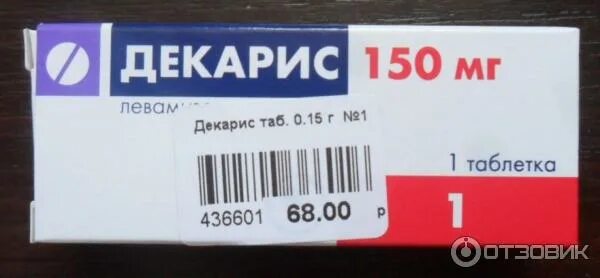 ДЕКАРИС 150 мг
Декарис таб. 0.15 г №1
436601 68.00 р
1 таблетка
1
ОТЗОВИК